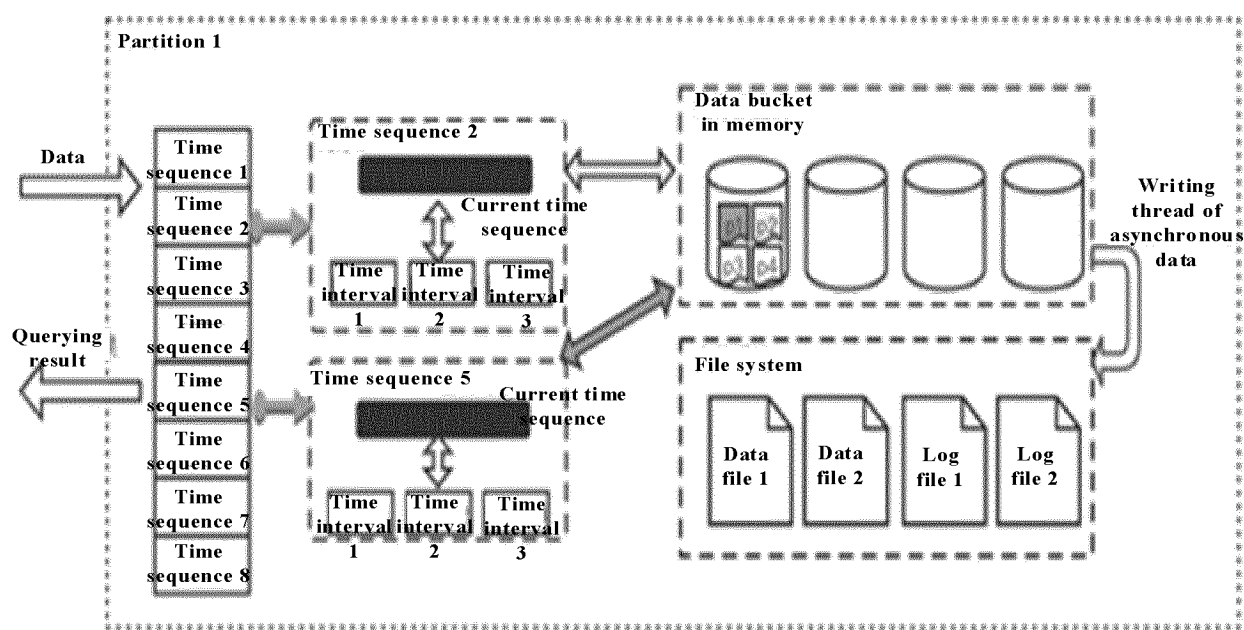 Partition 1
Data
Time
sequence 1
Time
sequence 2
Time
sequence 3
Time
sequence 4
Time
sequence 5
Time
sequence 6
Time
sequence 7
Time
sequence 8
Querying
result
Time sequence 2
Current time
sequence
Time
interval
1
Time
interval
2
Time
interval
3
Time sequence 5
Current time
sequence
Time
interval
1
Time
interval
2
Time
interval
3
Data bucket
in memory
D1
D2
D3
D4
Writing
thread of
asynchronous
data
File system
Data
file 1
Data
file 2
Log
file 1
Log
file 2